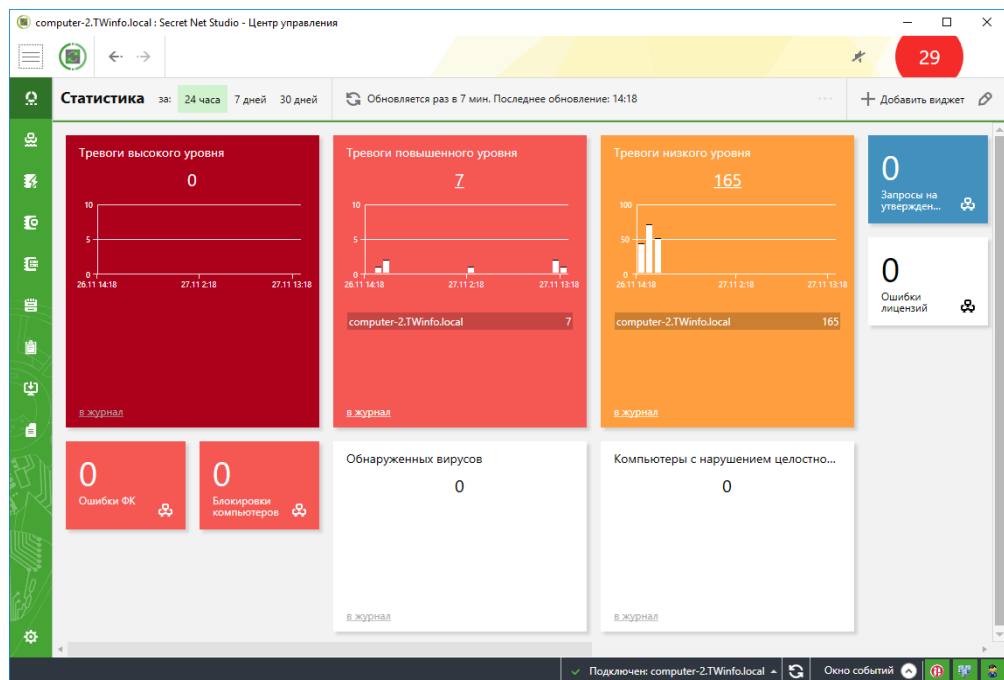 computer-2.TWinfo.local : Secret Net Studio - Центр управления
29
Статистика за: 24 часа 7 дней 30 дней Обновляется раз в 7 мин. Последнее обновление: 14:18 ... Добавить виджет
Тревоги высокого уровня
0
10
5
0
26.11 14:18 27.11 2:18 27.11 13:18
в журнал
Тревоги повышенного уровня
7
10
5
0
26.11 14:18 27.11 2:18 27.11 13:18
computer-2.TWinfo.local 7
в журнал
Тревоги низкого уровня
165
100
50
0
26.11 14:18 27.11 2:18 27.11 13:18
computer-2.TWinfo.local 165
в журнал
0
Запросы на
утвержден...
0
Ошибки
лицензий
0
Ошибки ФК
0
Блокировки
компьютеров
Обнаруженных вирусов
0
в журнал
Компьютеры с нарушением целостно...
0
в журнал
Подключен: computer-2.TWinfo.local Окно событий